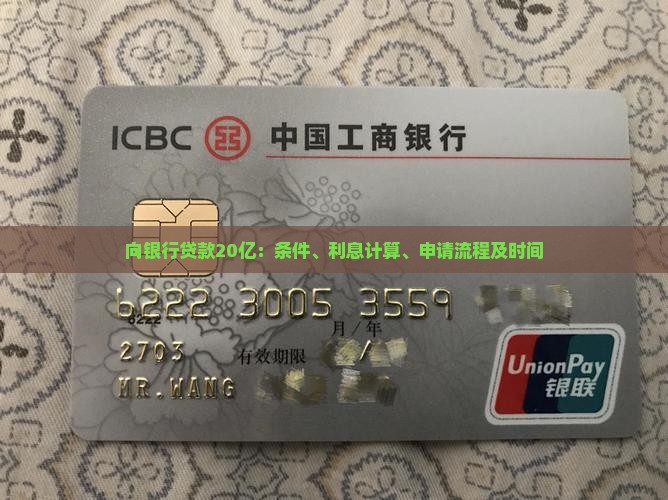 ICBC 中国工商银行
向银行贷款20亿：条件、利息计算、申请流程及时间
6222 3005 3559
6222
月/年
2703 有效期限 /
MR.WANG
UnionPay
银联